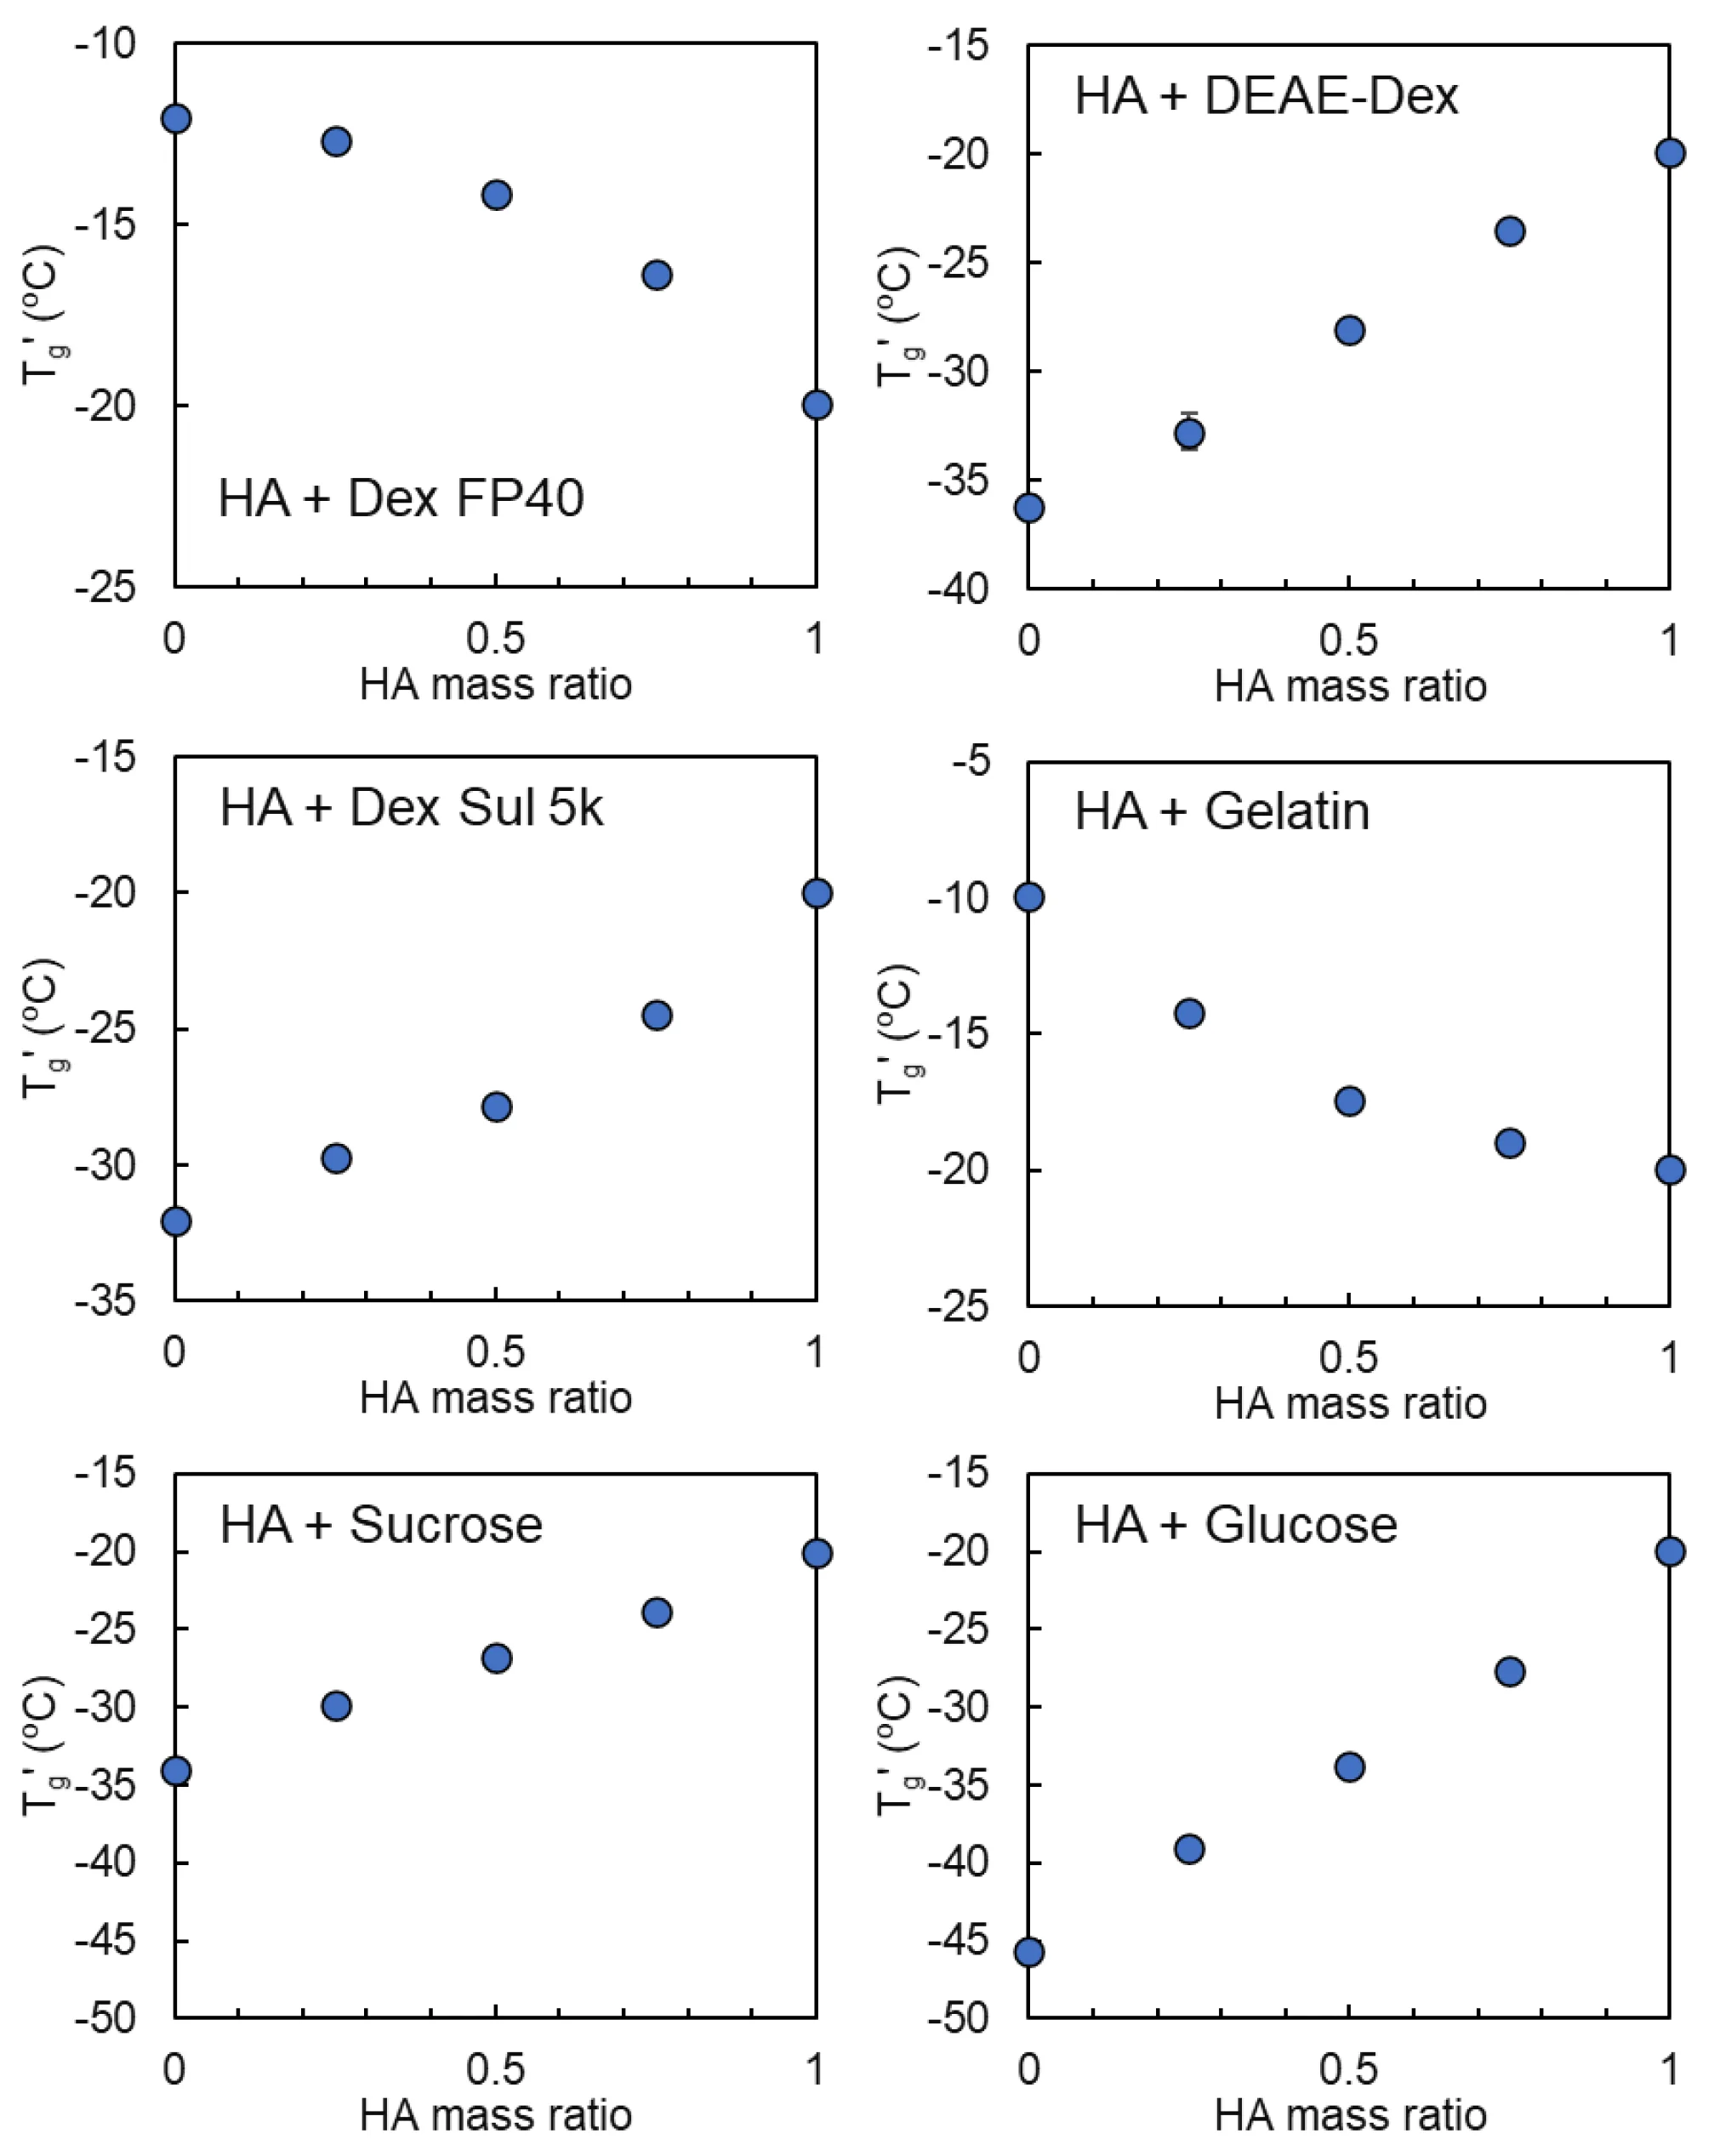 -10
-15
-20
-25
Tg' (ºC)
HA + Dex FP40
0 0.5 1
HA mass ratio
-15
-20
-25
-30
-35
-40
Tg' (ºC)
HA + DEAE-Dex
0 0.5 1
HA mass ratio
-15
-20
-25
-30
-35
Tg' (ºC)
HA + Dex Sul 5k
0 0.5 1
HA mass ratio
-5
-10
-15
-20
-25
Tg' (ºC)
HA + Gelatin
0 0.5 1
HA mass ratio
-15
-20
-25
-30
-35
-40
-45
-50
Tg' (ºC)
HA + Sucrose
0 0.5 1
HA mass ratio
-15
-20
-25
-30
-35
-40
-45
-50
Tg' (ºC)
HA + Glucose
0 0.5 1
HA mass ratio